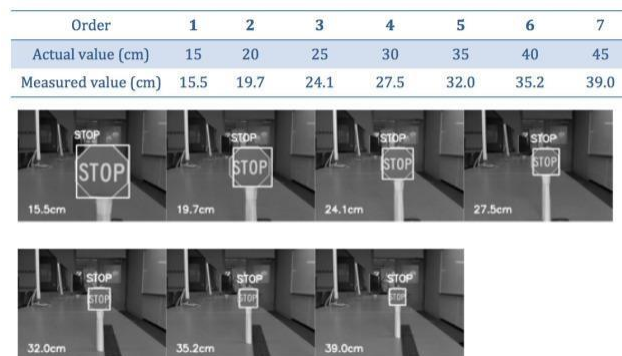 Order 1 2 3 4 5 6 7
Actual value (cm) 15 20 25 30 35 40 45
Measured value (cm) 15.5 19.7 24.1 27.5 32.0 35.2 39.0
STOP STOP STOP STOP
STOP STOP STOP STOP
15.5cm 19.7cm 24.1cm 27.5cm
STOP STOP STOP
STOP STOP STOP
32.0cm 35.2cm 39.0cm